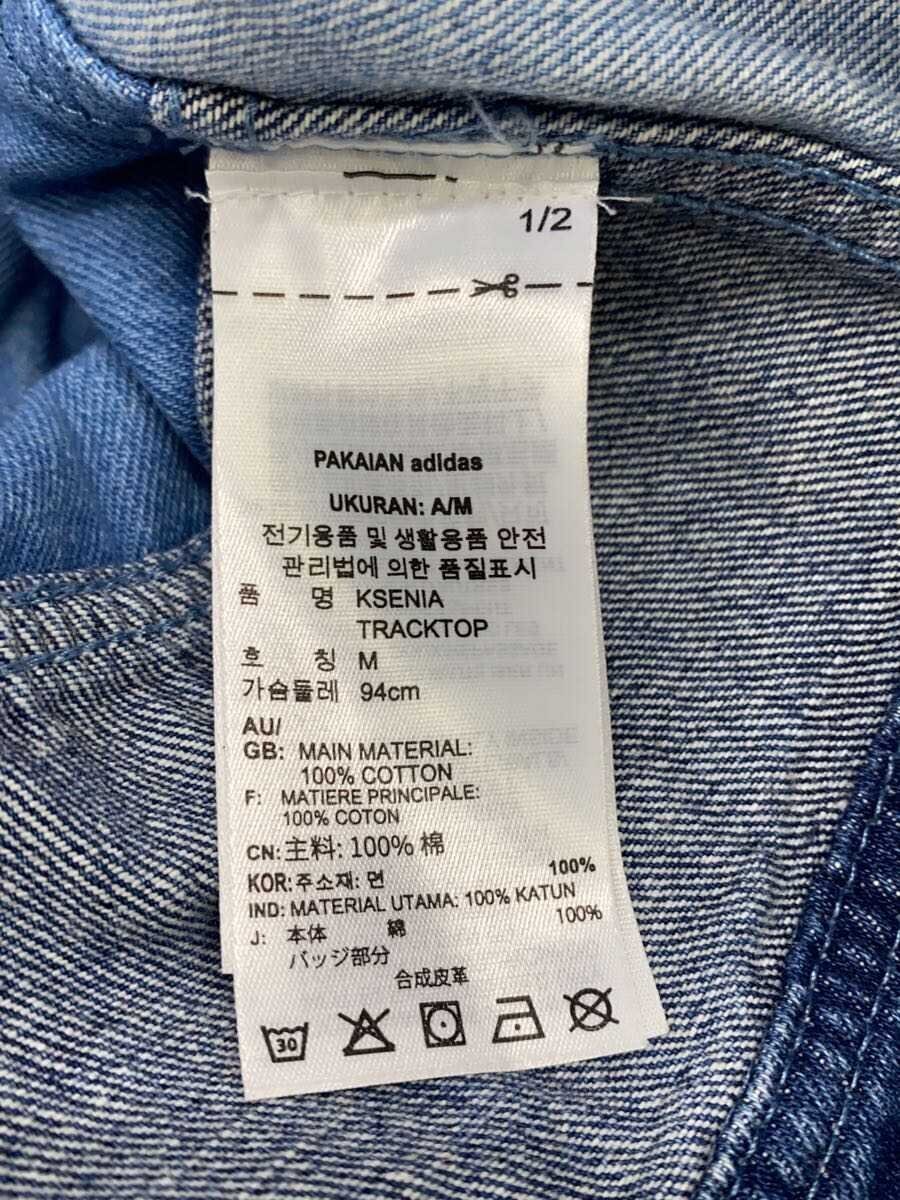 1/2
PAKAIAN adidas
UKURAN: A/M
전기용품 및 생활용품 안전
관리법에 의한 품질표시
품 명 KSENIA
TRACKTOP
호 칭 M
가슴둘레 94cm
AU/
GB: MAIN MATERIAL:
100% COTTON
F: MATIERE PRINCIPALE:
100% COTON
CN: 主料: 100% 棉
KOR: 주소재: 면 100%
IND: MATERIAL UTAMA: 100% KATUN
J: 本体 綿 100%
バッジ部分
合成皮革
30